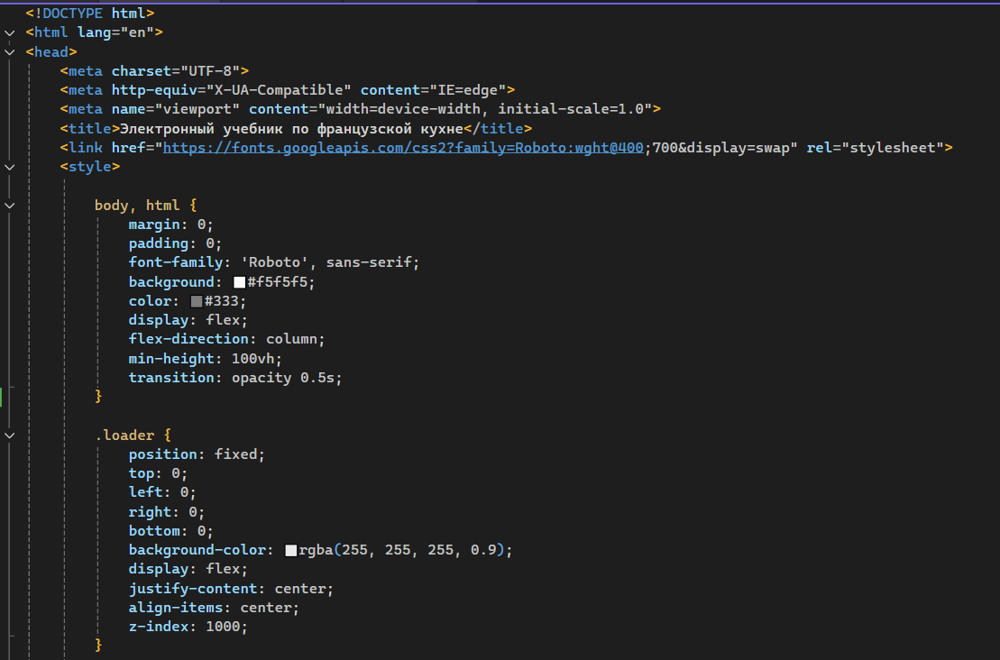 <!DOCTYPE html>
<html lang="en">
<head>
<meta charset="UTF-8">
<meta http-equiv="X-UA-Compatible" content="IE=edge">
<meta name="viewport" content="width=device-width, initial-scale=1.0">
<title>Электронный учебник по французской кухне</title>
<link href="https://fonts.googleapis.com/css2?family=Roboto:wght@400;700&display=swap" rel="stylesheet">
<style>
body, html {
margin: 0;
padding: 0;
font-family: 'Roboto', sans-serif;
background: #f5f5f5;
color: #333;
display: flex;
flex-direction: column;
min-height: 100vh;
transition: opacity 0.5s;
}
.loader {
position: fixed;
top: 0;
left: 0;
right: 0;
bottom: 0;
background-color: rgba(255, 255, 255, 0.9);
display: flex;
justify-content: center;
align-items: center;
z-index: 1000;
}